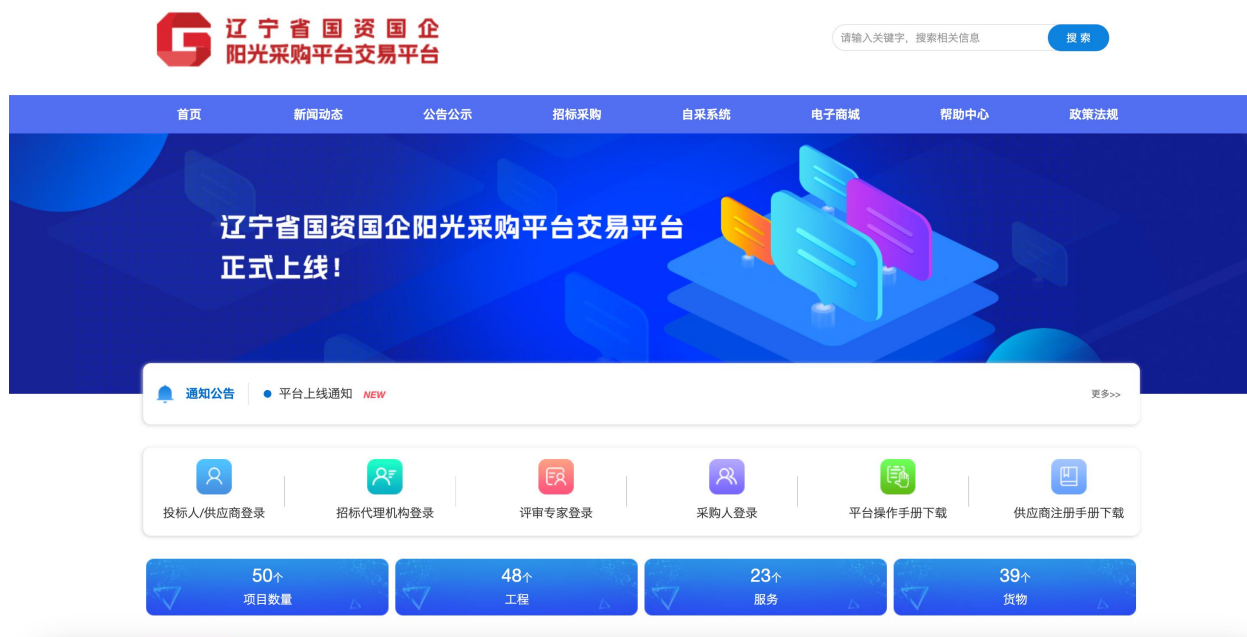 辽宁省国资国企
阳光采购平台交易平台
请输入关键字，搜索相关信息
搜 索
首页 新闻动态 公告公示 招标采购 自采系统 电子商城 帮助中心 政策法规
辽宁省国资国企阳光采购平台交易平台
正式上线！
通知公告 平台上线通知 NEW 更多>>
投标人/供应商登录 招标代理机构登录 评审专家登录 采购人登录 平台操作手册下载 供应商注册手册下载
50个 48个 23个 39个
项目数量 工程 服务 货物